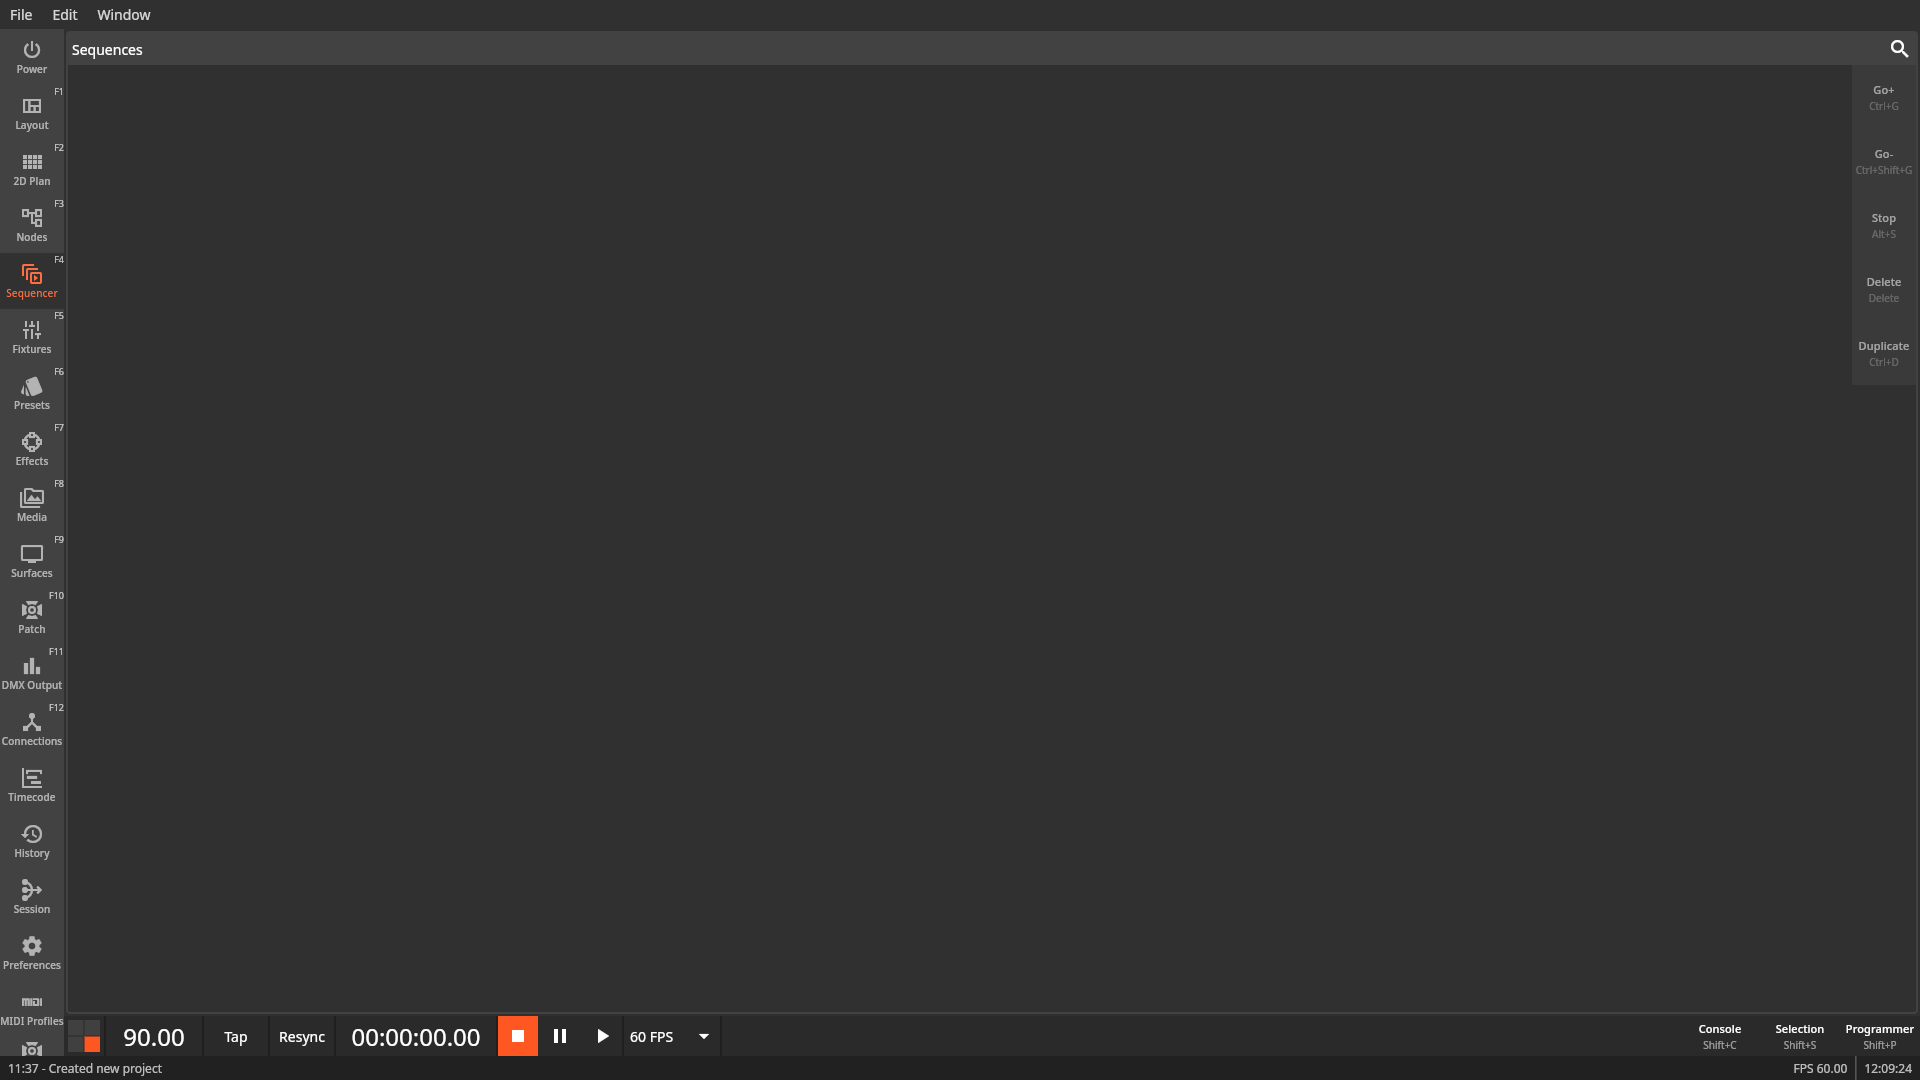 File Edit Window
Power
Sequences
F1
Layout
F2
2D Plan
F3
Nodes
F4
Sequencer
F5
Fixtures
F6
Presets
F7
Effects
F8
Media
F9
Surfaces
F10
Patch
F11
DMX Output
F12
Connections
Timecode
History
Session
Preferences
MIDI
MIDI Profiles
Go+
Ctrl+G
Go-
Ctrl+Shift+G
Stop
Alt+S
Delete
Delete
Duplicate
Ctrl+D
90.00 Tap Resync 00:00:00.00 60 FPS
Console Selection Programmer
Shift+C Shift+S Shift+P
11:37 - Created new project FPS 60.00 12:09:24